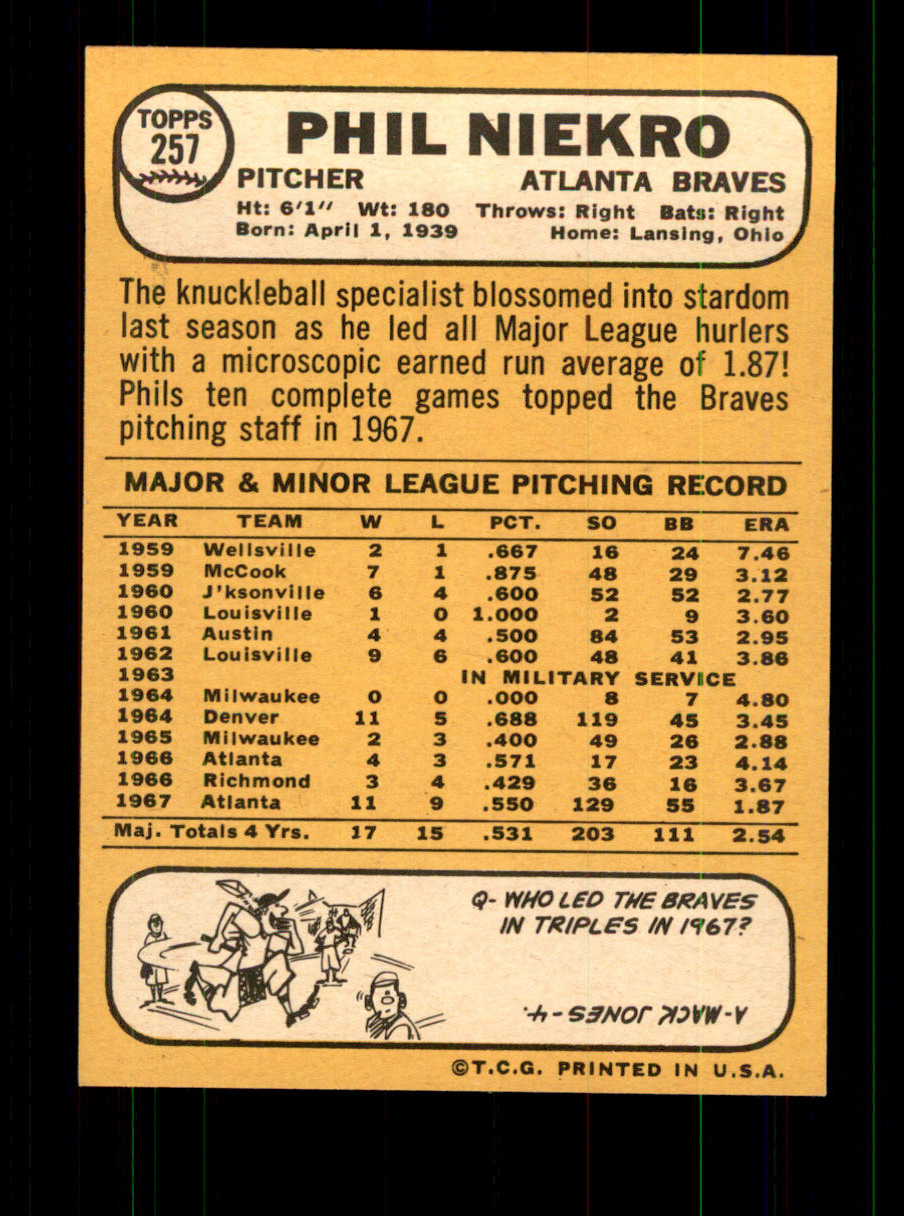 TOPPS
257
PHIL NIEKRO
PITCHER ATLANTA BRAVES
Ht: 6'1" Wt: 180 Throws: Right Bats: Right
Born: April 1, 1939 Home: Lansing, Ohio
The knuckleball specialist blossomed into stardom
last season as he led all Major League hurlers
with a microscopic earned run average of 1.87!
Phils ten complete games topped the Braves
pitching staff in 1967.
MAJOR & MINOR LEAGUE PITCHING RECORD
YEAR TEAM W L PCT. SO BB ERA
1959 Wellsville 2 1 .667 16 24 7.46
1959 McCook 7 1 .875 48 29 3.12
1960 J'ksonville 6 4 .600 52 52 2.77
1960 Louisville 1 0 1.000 2 9 3.60
1961 Austin 4 4 .500 84 53 2.95
1962 Louisville 9 6 .600 48 41 3.86
1963 IN MILITARY SERVICE
1964 Milwaukee 0 0 .000 8 7 4.80
1964 Denver 11 5 .688 119 45 3.45
1965 Milwaukee 2 3 .400 49 26 2.88
1966 Atlanta 4 3 .571 17 23 4.14
1966 Richmond 3 4 .429 36 16 3.67
1967 Atlanta 11 9 .550 129 55 1.87
Maj. Totals 4 Yrs. 17 15 .531 203 111 2.54
Q- WHO LED THE BRAVES
IN TRIPLES IN 1967?
A-MACK JONES-4.
©T.C.G. PRINTED IN U.S.A.